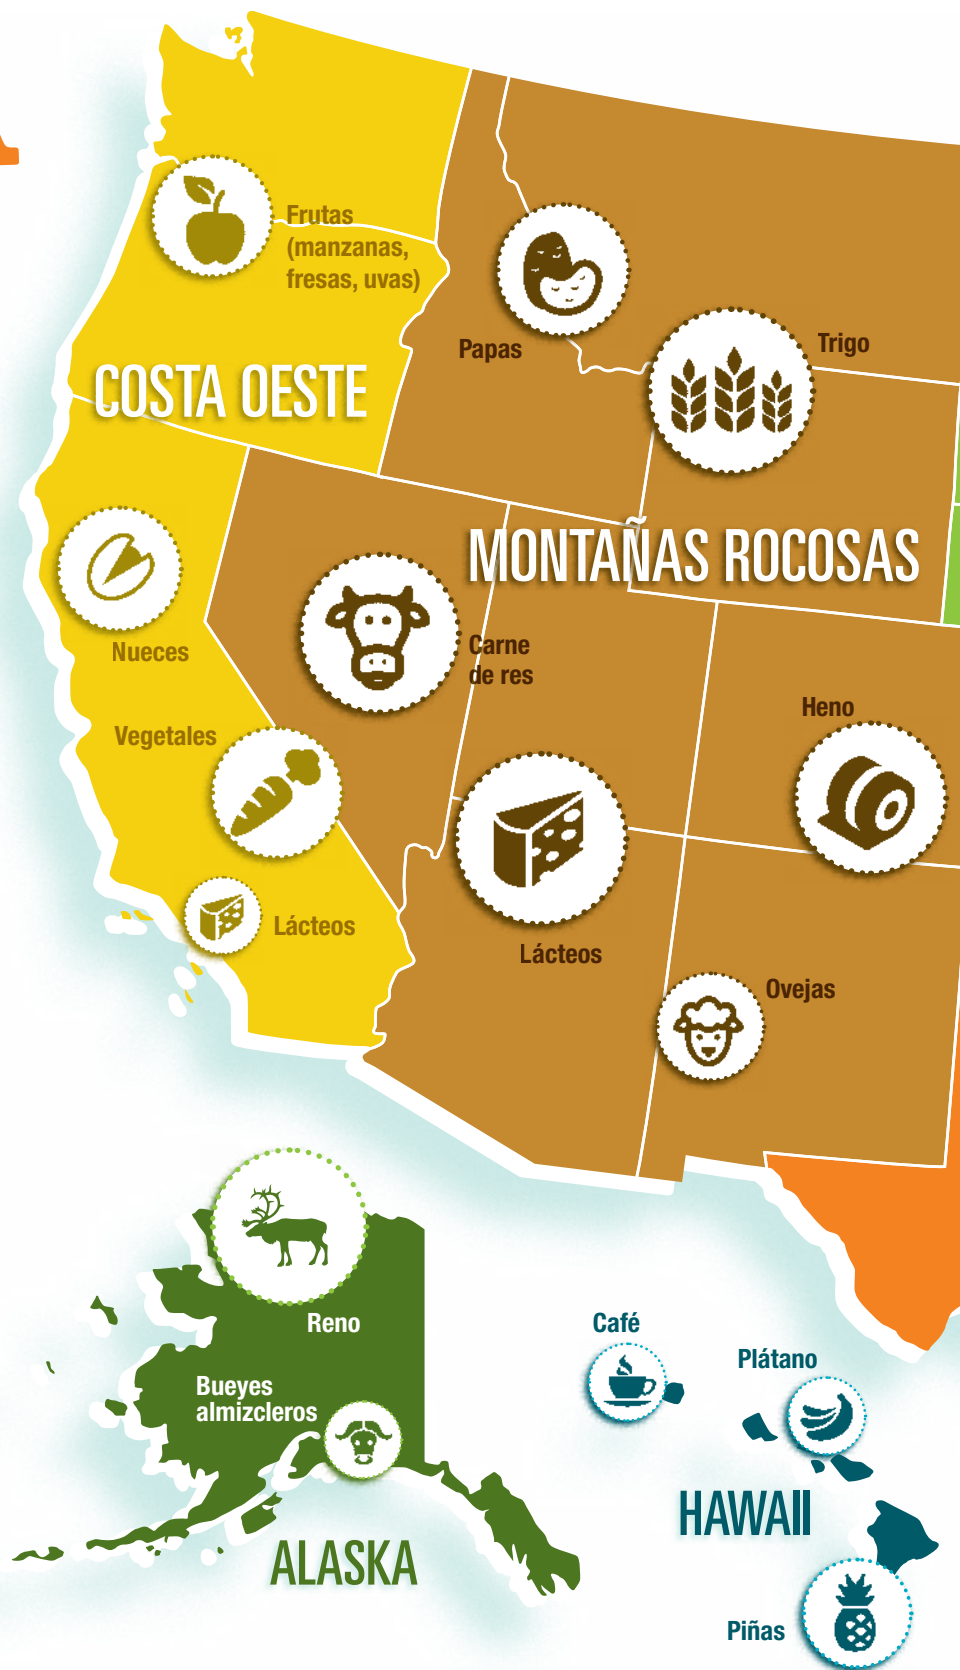 Frutas
(manzanas,
fresas, uvas)
COSTA OESTE
Papas
Trigo
MONTAÑAS ROCOSAS
Nueces
Carne
de res
Vegetales
Heno
Lácteos
Lácteos
Ovejas
Reno
Bueyes
almizcleros
ALASKA
Café
Plátano
HAWAII
Piñas